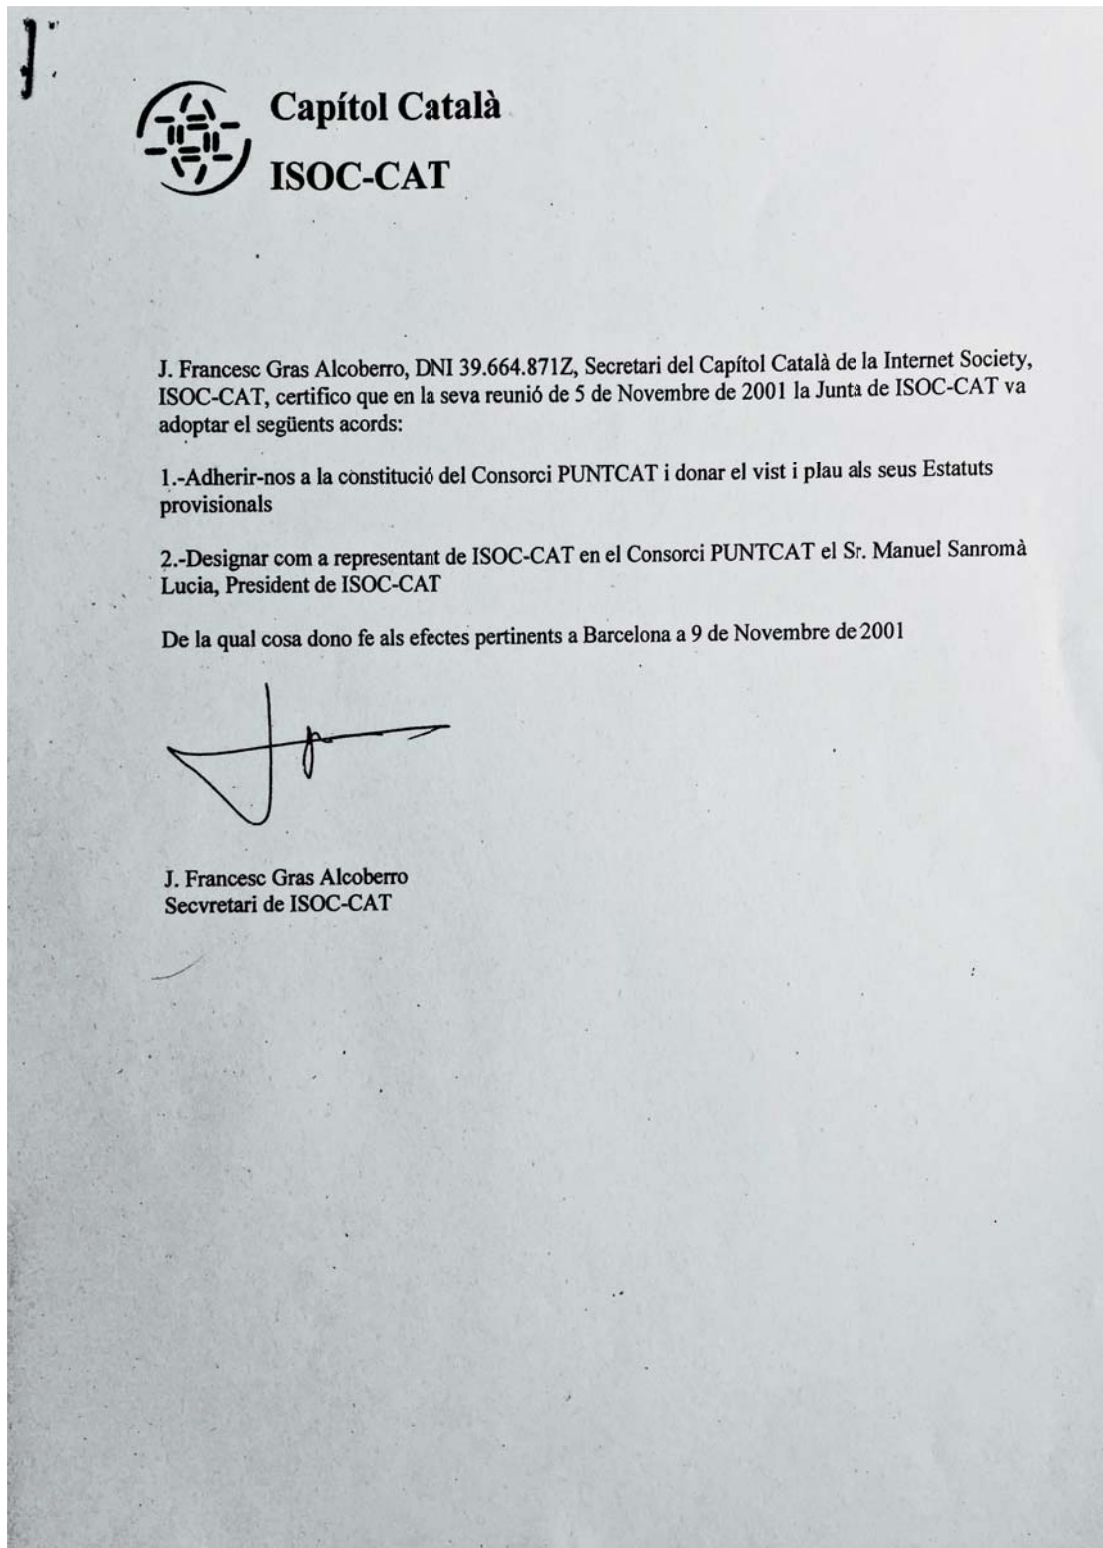 Capítol Català
ISOC-CAT
J. Francesc Gras Alcoberro, DNI 39.664.871Z, Secretari del Capítol Català de la Internet Society,
ISOC-CAT, certifico que en la seva reunió de 5 de Novembre de 2001 la Junta de ISOC-CAT va
adoptar el següents acords:
1.-Adherir-nos a la constitució del Consorci PUNTCAT i donar el vist i plau als seus Estatuts
provisionals
2.-Designar com a representant de ISOC-CAT en el Consorci PUNTCAT el Sr. Manuel Sanromà
Lucia, President de ISOC-CAT
De la qual cosa dono fe als efectes pertinents a Barcelona a 9 de Novembre de 2001
J. Francesc Gras Alcoberro
Secvretari de ISOC-CAT